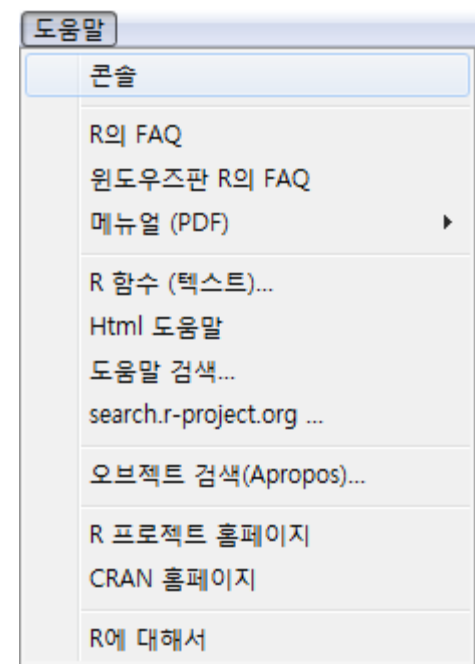 도움말
콘솔
R의 FAQ
윈도우즈판 R의 FAQ
메뉴얼 (PDF)
R 함수 (텍스트)...
Html 도움말
도움말 검색...
search.r-project.org ...
오브젝트 검색(Apropos)...
R 프로젝트 홈페이지
CRAN 홈페이지
R에 대해서